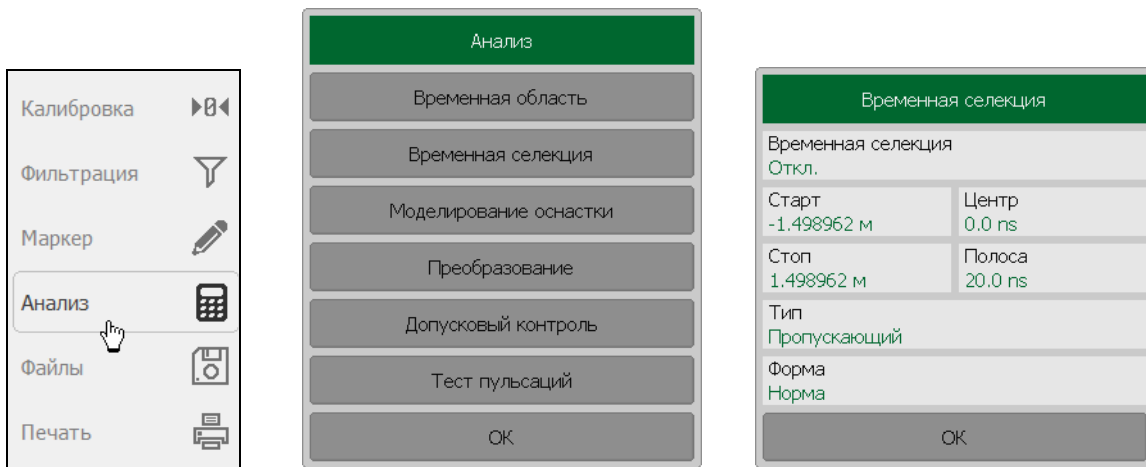 Калибровка
Фильтрация
Маркер
Анализ
Файлы
Печать
Анализ
Временная область
Временная селекция
Моделирование оснастки
Преобразование
Допусковый контроль
Тест пульсаций
ОК
Временная селекция
Временная селекция
Откл.
Старт
-1.498962 м
Центр
0.0 ns
Стоп
1.498962 м
Полоса
20.0 ns
Тип
Пропускающий
Форма
Норма
ОК